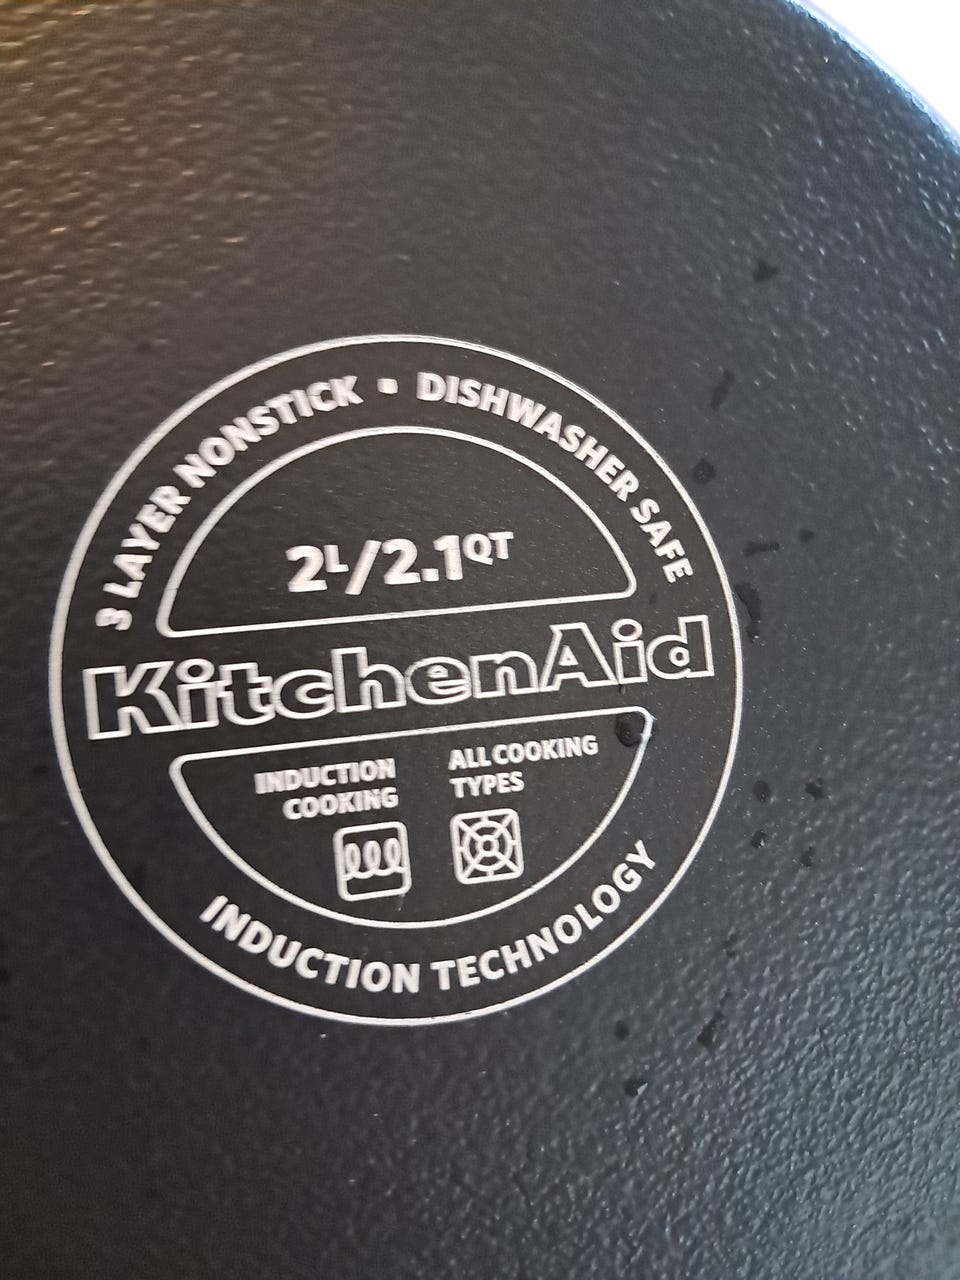 3 LAYER NONSTICK • DISHWASHER SAFE
2L/2.1QT
KitchenAid
INDUCTION
COOKING
ALL COOKING
TYPES
INDUCTION TECHNOLOGY